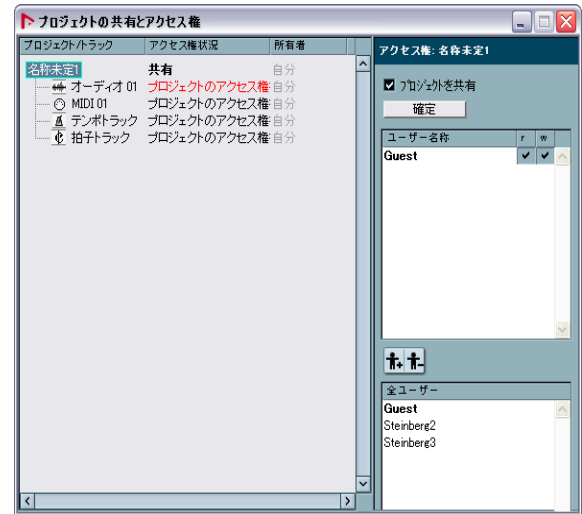 プロジェクトの共有とアクセス権
プロジェクト/トラック アクセス権状況 所有者
名称未定1 共有 自分
オーディオ 01 プロジェクトのアクセス権 自分
MIDI 01 プロジェクトのアクセス権 自分
テンポトラック プロジェクトのアクセス権 自分
拍子トラック プロジェクトのアクセス権 自分
アクセス権: 名称未定1
プロジェクトを共有
確定
ユーザー名称 r w
Guest
全ユーザー
Guest
Steinberg2
Steinberg3